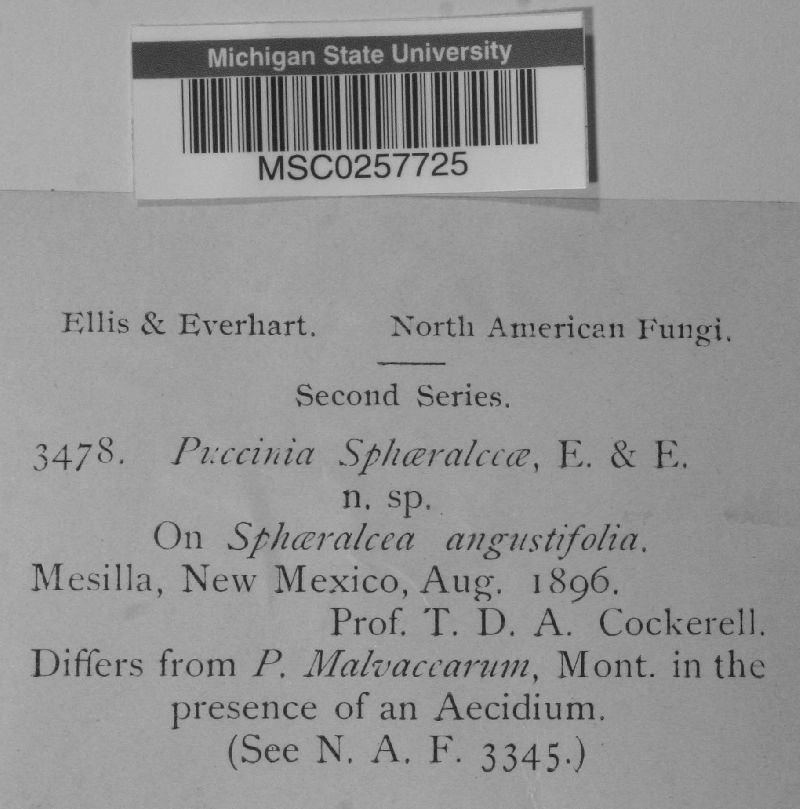 Michigan State University
MSC0257725
Ellis & Everhart. North American Fungi.
Second Series.
3478. Puccinia Sphæralceæ, E. & E.
n. sp.
On Sphæralcea angustifolia.
Mesilla, New Mexico, Aug. 1896.
Prof. T. D. A. Cockerell.
Differs from P. Malvacearum, Mont. in the
presence of an Aecidium.
(See N. A. F. 3345.)